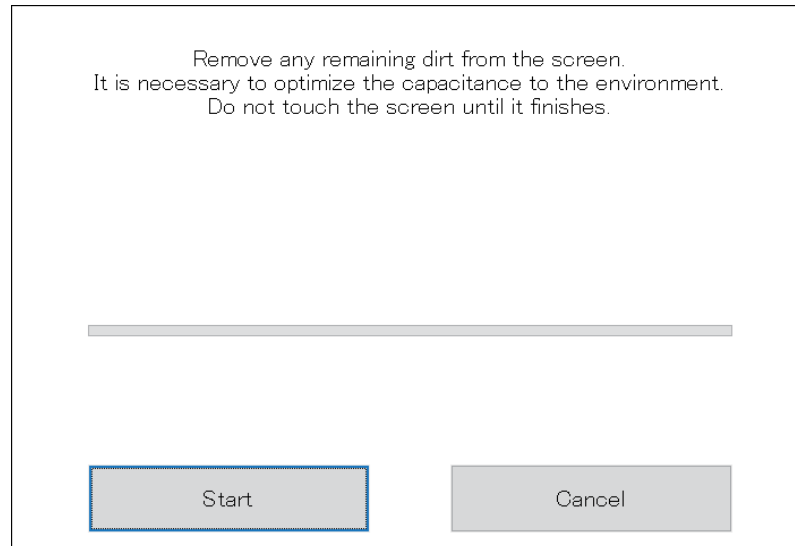 Remove any remaining dirt from the screen.
It is necessary to optimize the capacitance to the environment.
Do not touch the screen until it finishes.
Start
Cancel